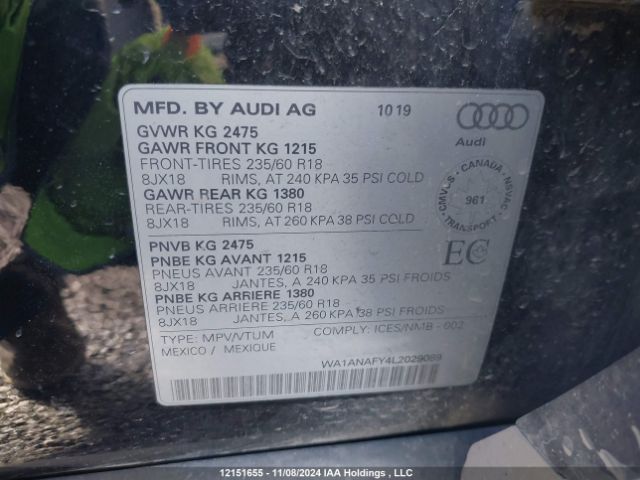 MFD. BY AUDI AG 10 19
GVWR KG 2475
GAWR FRONT KG 1215
FRONT-TIRES 235/60 R18
8JX18 RIMS, AT 240 KPA 35 PSI COLD
GAWR REAR KG 1380
REAR-TIRES 235/60 R18
8JX18 RIMS, AT 260 KPA 38 PSI COLD
Audi
CMVLS - CANADA - NSVAC
961
TRANSPORT
EC
PNVB KG 2475
PNBE KG AVANT 1215
PNEUS AVANT 235/60 R18
8JX18 JANTES, A 240 KPA 35 PSI FROIDS
PNBE KG ARRIERE 1380
PNEUS ARRIERE 235/60 R18
8JX18 JANTES, A 260 KPA 38 PSI FROIDS
TYPE: MPV/VTUM COMPLY: ICES/NMB - 002
MEXICO / MEXIQUE
WA1ANAFY4L2029089
12151655 - 11/08/2024 IAA Holdings , LLC